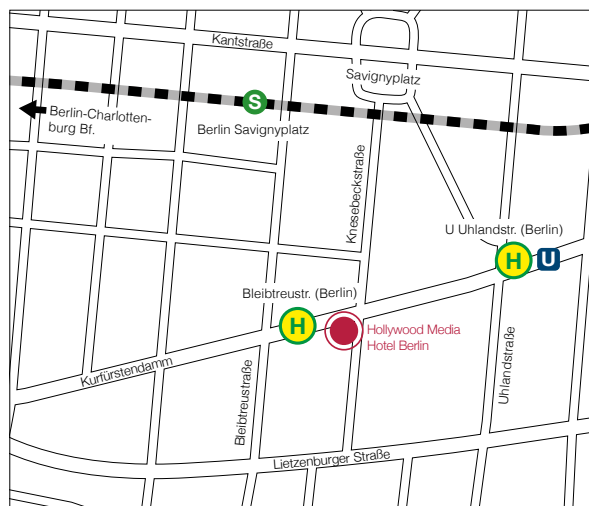 Kantstraße
Savignyplatz
S
Berlin-Charlotten-
burg Bf.
Berlin Savignyplatz
Knesebeckstraße
U Uhlandstr. (Berlin)
H
U
Bleibtreustr. (Berlin)
H
Hollywood Media
Hotel Berlin
Kurfürstendamm
Bleibtreustraße
Uhlandstraße
Lietzenburger Straße